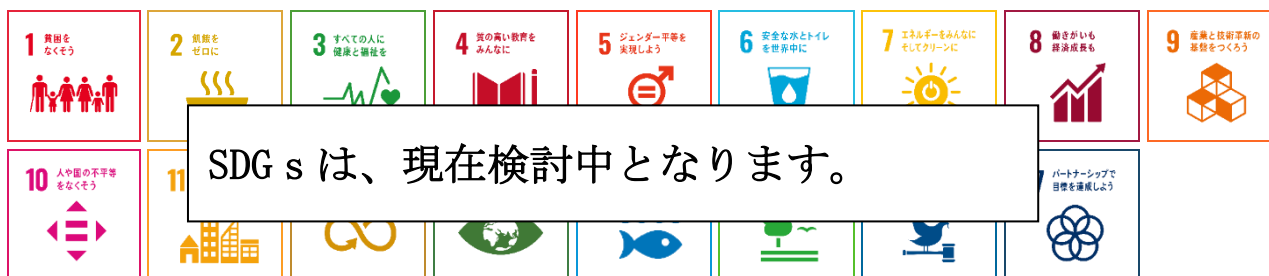 1 貧困を
なくそう
2 飢餓を
ゼロに
3 すべての人に
健康と福祉を
4 質の高い教育を
みんなに
5 ジェンダー平等を
実現しよう
6 安全な水とトイレ
を世界中に
7 エネルギーをみんなに
そしてクリーンに
8 働きがいも
経済成長も
9 産業と技術革新の
基盤をつくろう
SDGsは、現在検討中となります。
10 人や国の不平等
をなくそう
11
7 パートナーシップで
目標を達成しよう